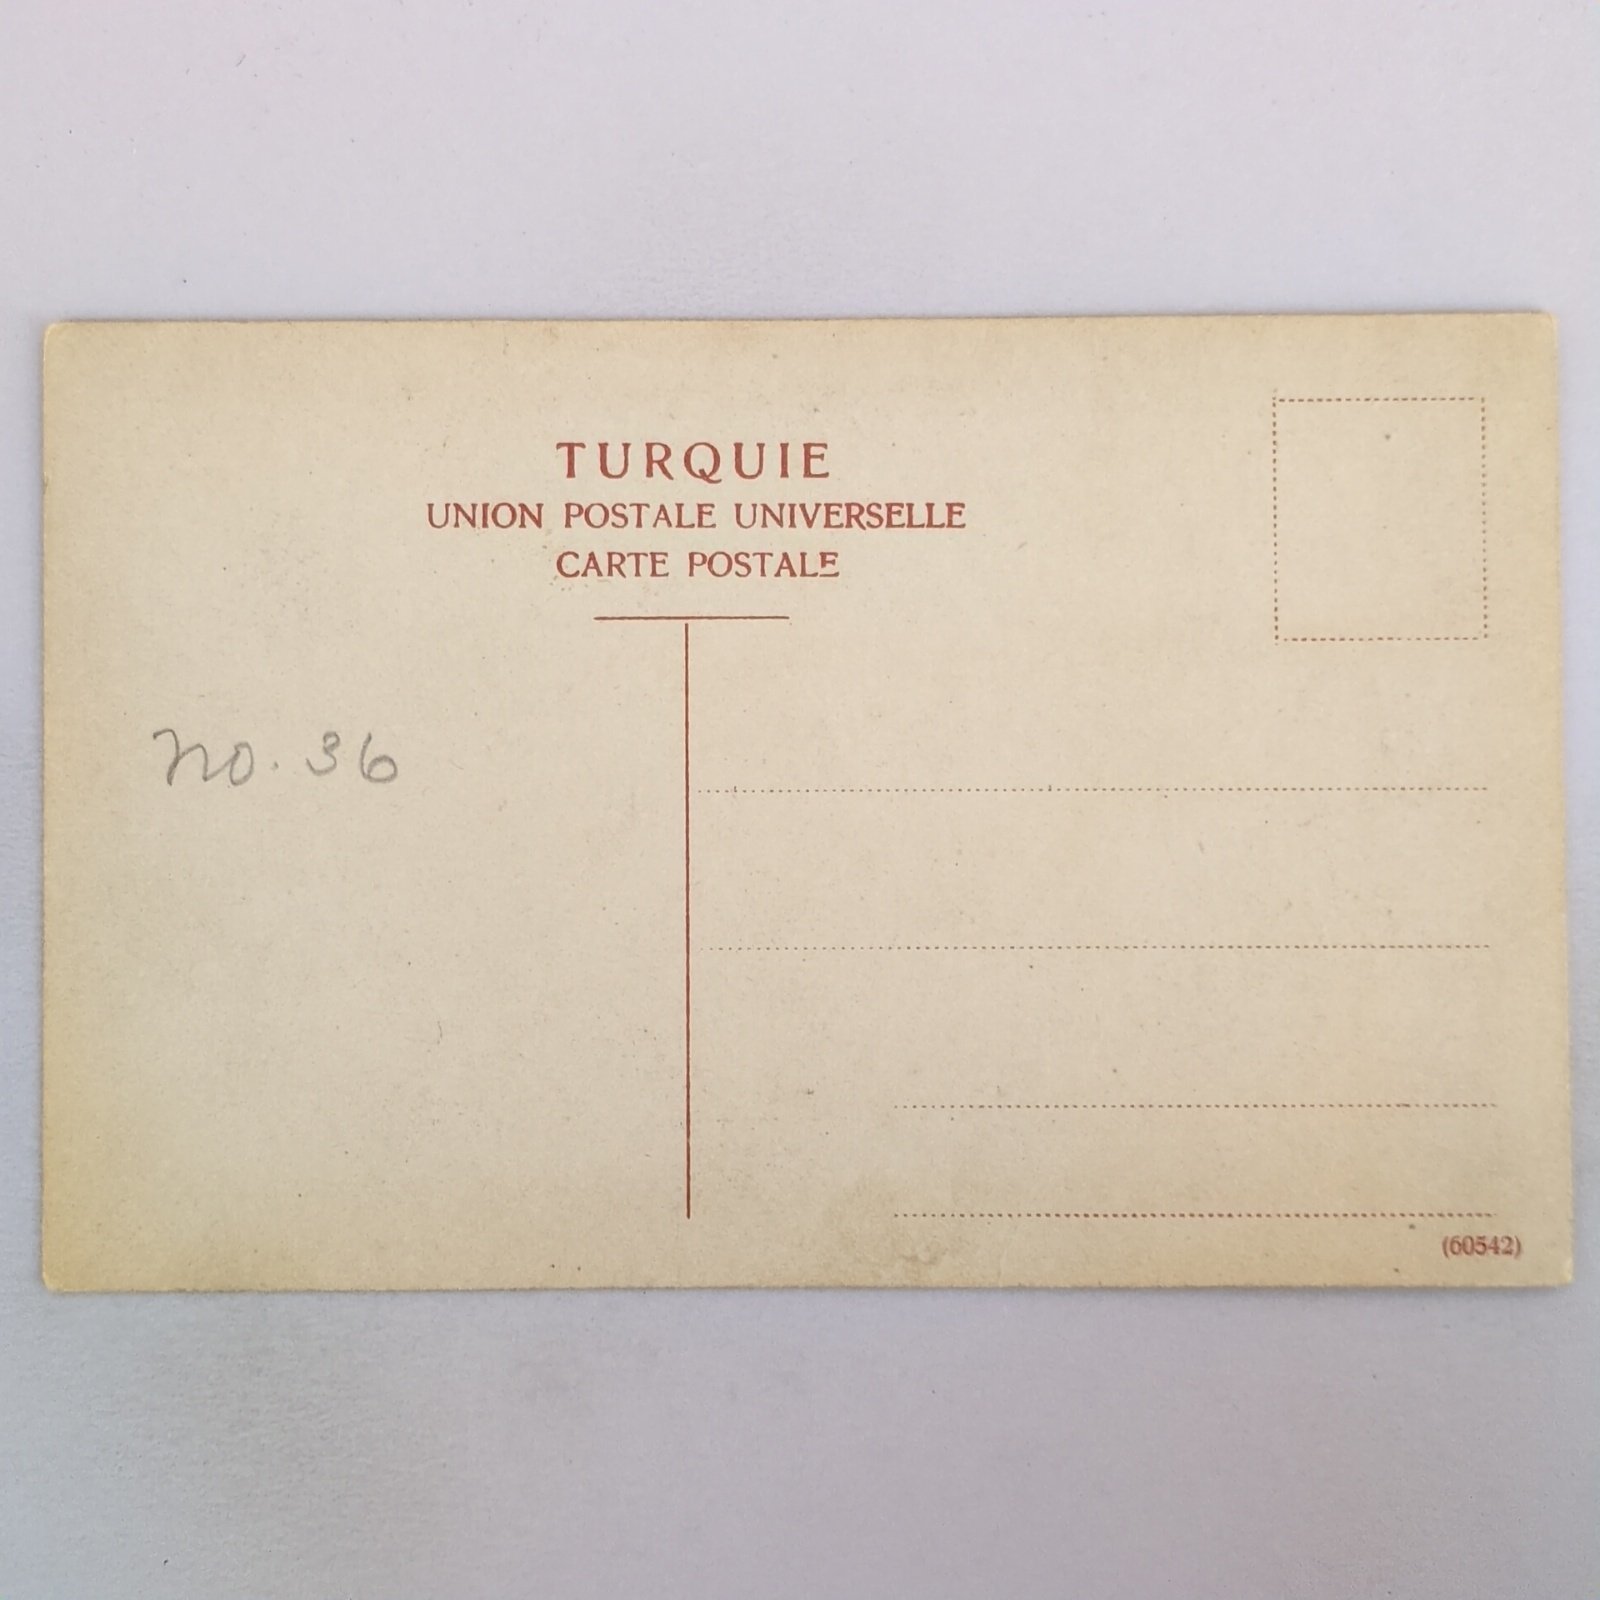 TURQUIE
UNION POSTALE UNIVERSELLE
CARTE POSTALE
no. 36
(60542)